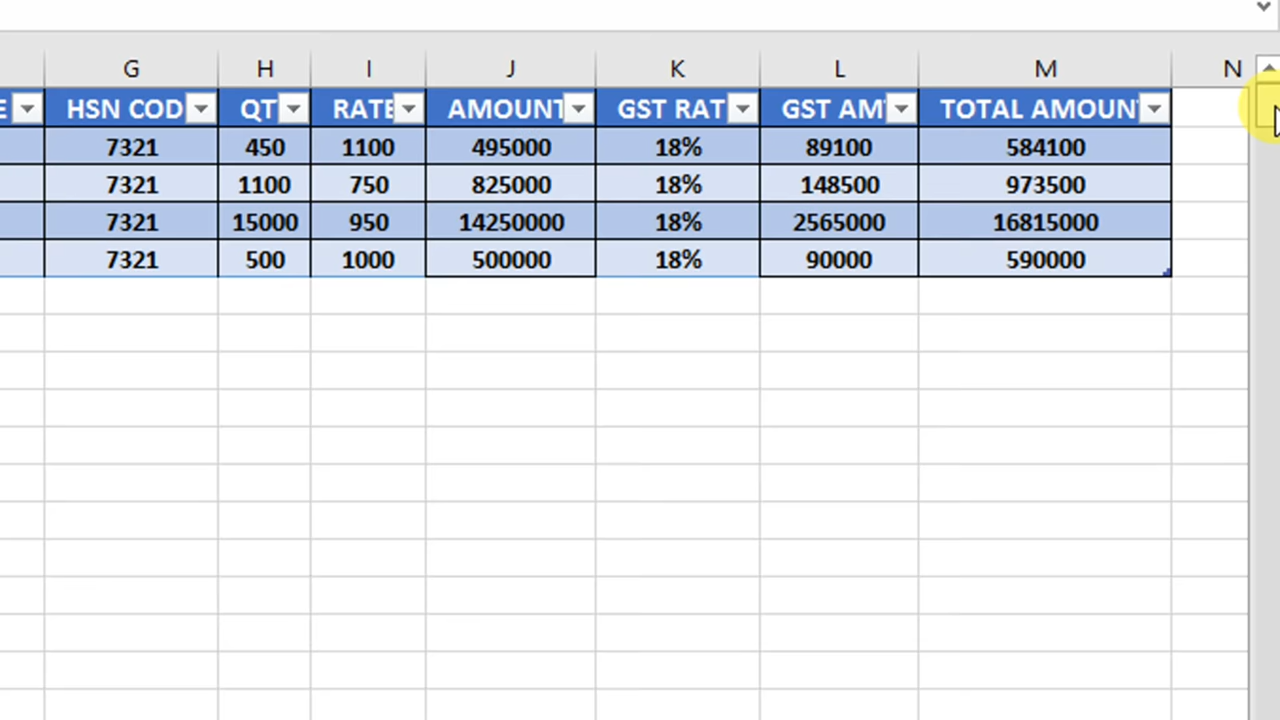 G H I J K L M N
E HSN COD QT RATE AMOUNT GST RAT GST AM TOTAL AMOUNT
7321 450 1100 495000 18% 89100 584100
7321 1100 750 825000 18% 148500 973500
7321 15000 950 14250000 18% 2565000 16815000
7321 500 1000 500000 18% 90000 590000